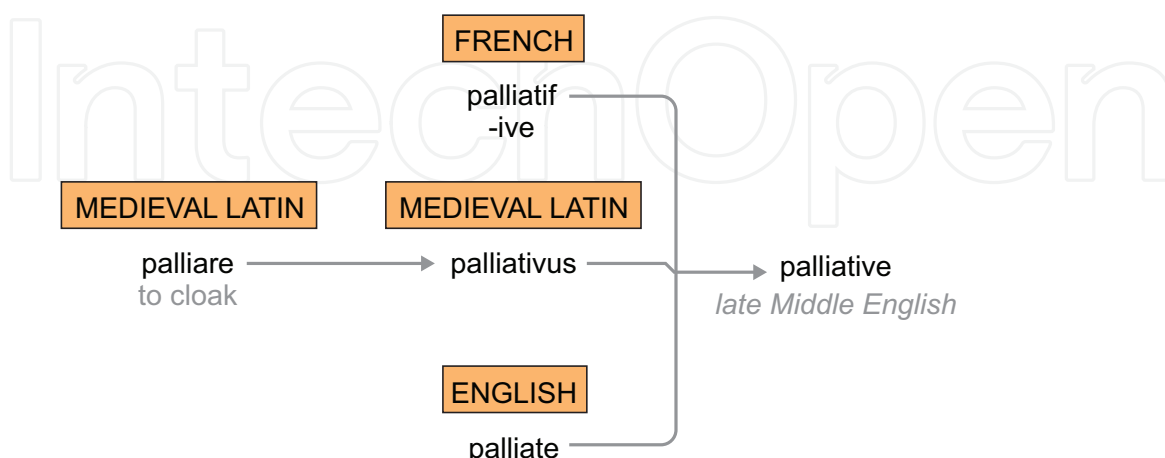 IntechOpen
FRENCH
palliatif
-ive
MEDIEVAL LATIN
MEDIEVAL LATIN
palliare
to cloak
palliativus
palliative
late Middle English
ENGLISH
palliate